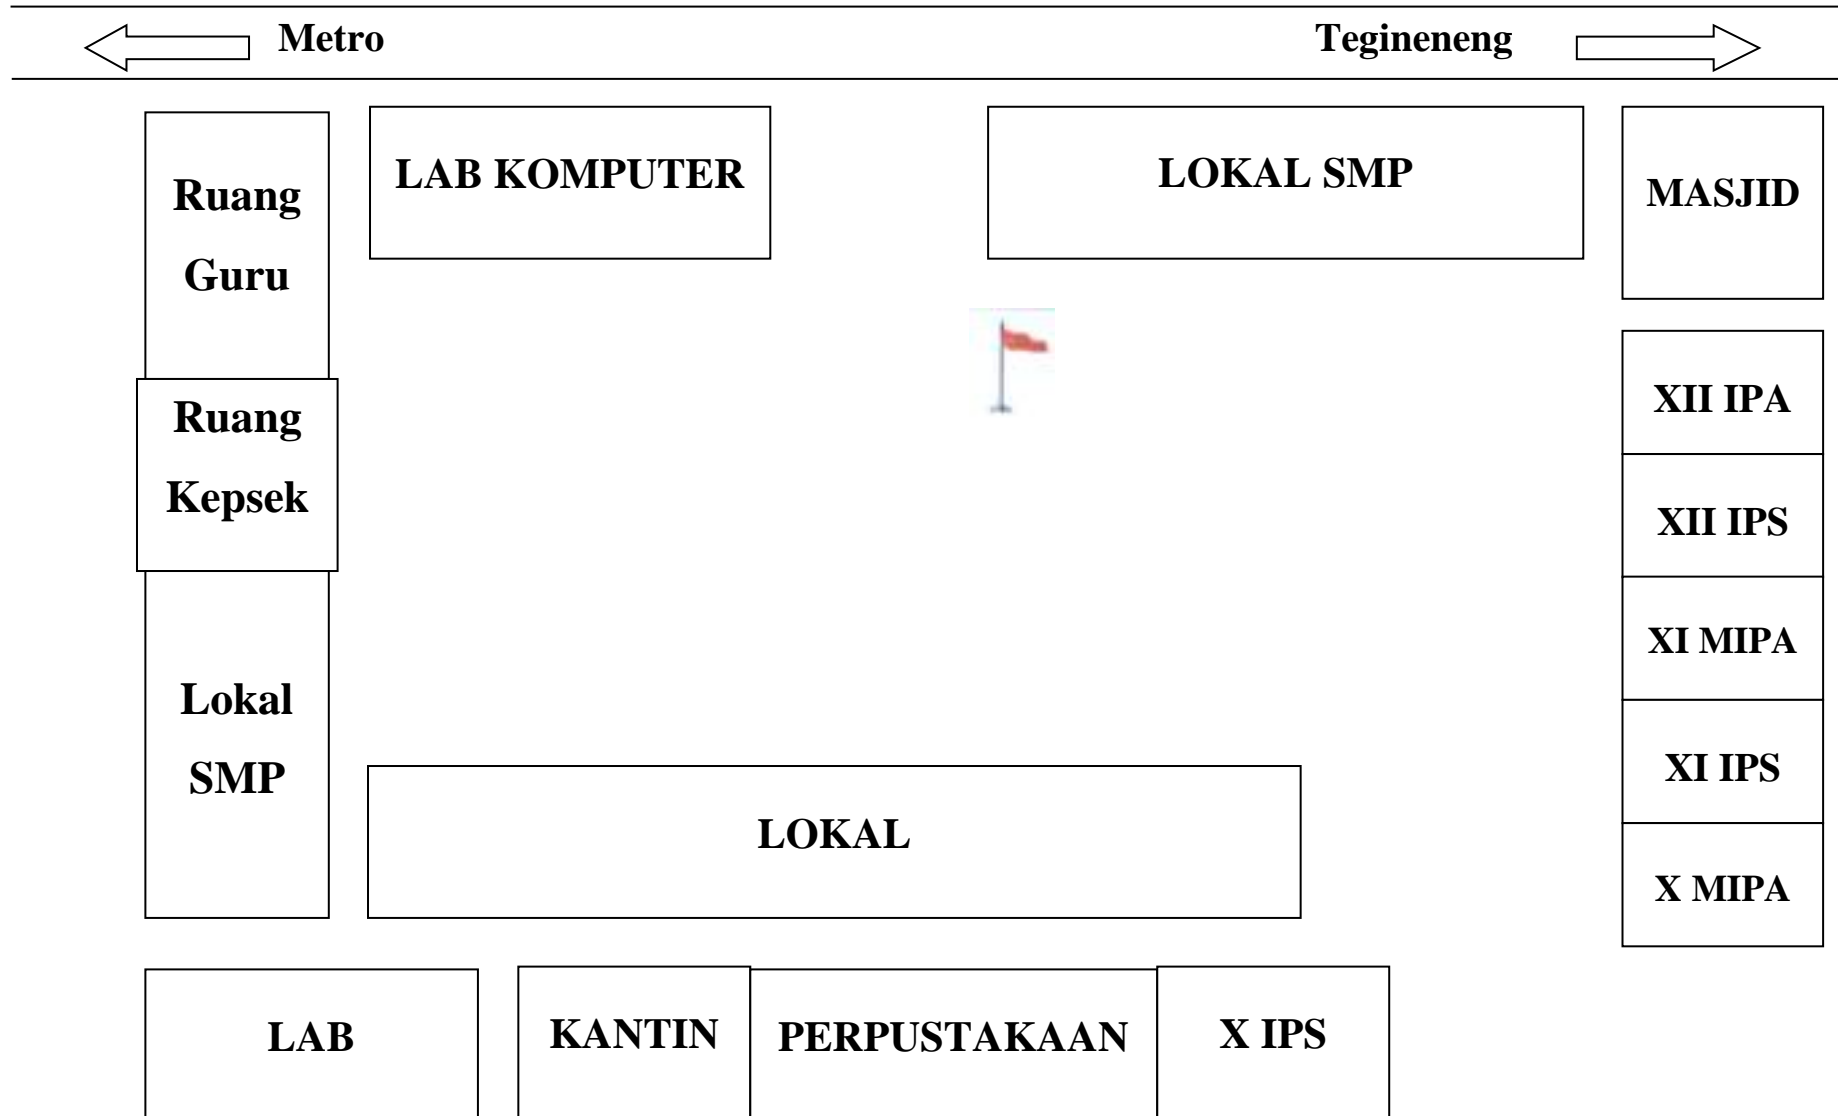 Metro
Tegineneng
Ruang
Guru
LAB KOMPUTER
LOKAL SMP
MASJID
Ruang
Kepsek
XII IPA
XII IPS
XI MIPA
XI IPS
X MIPA
Lokal
SMP
LOKAL
LAB
KANTIN
PERPUSTAKAAN
X IPS